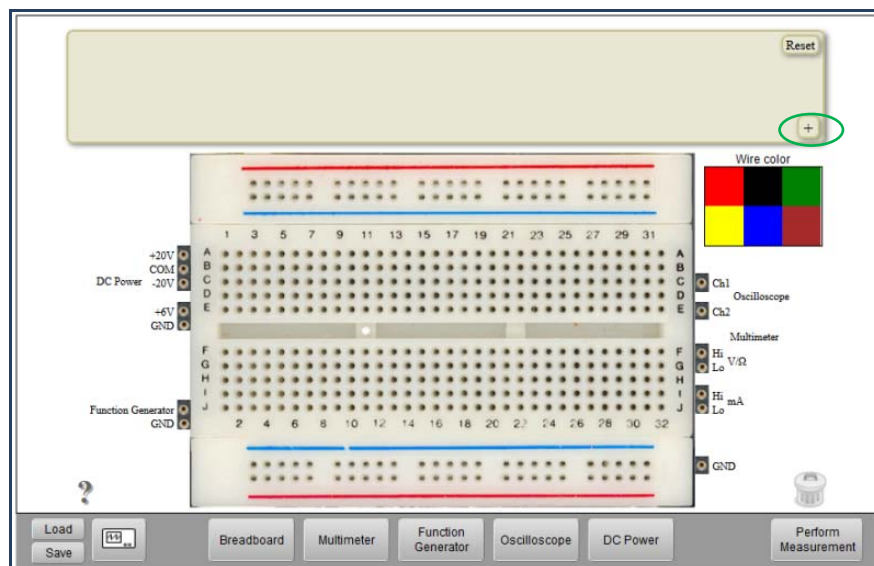 Reset
+
Wire color
1 3 5 7 9 11 13 15 17 19 21 23 25 27 29 31
A A
B B
C C
D D
E E
+20V
COM
DC Power -20V
+6V
GND
Ch1
Oscilloscope
Ch2
Multimeter
F F
G G
H H
I I
J J
Hi
V/Ω
Lo
Hi
mA
Lo
Function Generator
GND
2 4 6 8 10 12 14 16 18 20 22 24 26 28 30 32
GND
?
Load
Save
Breadboard
Multimeter
Function
Generator
Oscilloscope
DC Power
Perform
Measurement